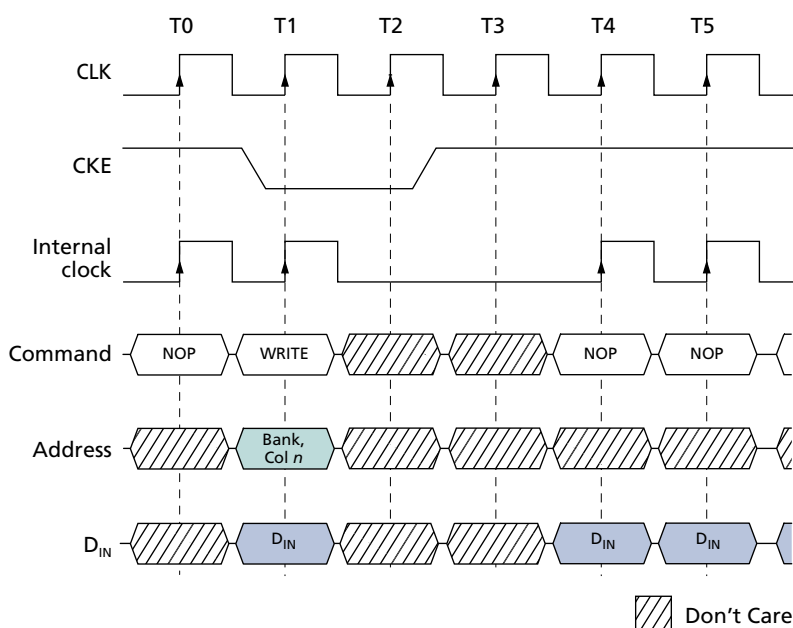 T0 T1 T2 T3 T4 T5
CLK
CKE
Internal
clock
Command NOP WRITE NOP NOP
Address Bank,
Col n
DIN DIN DIN DIN
Don't Care